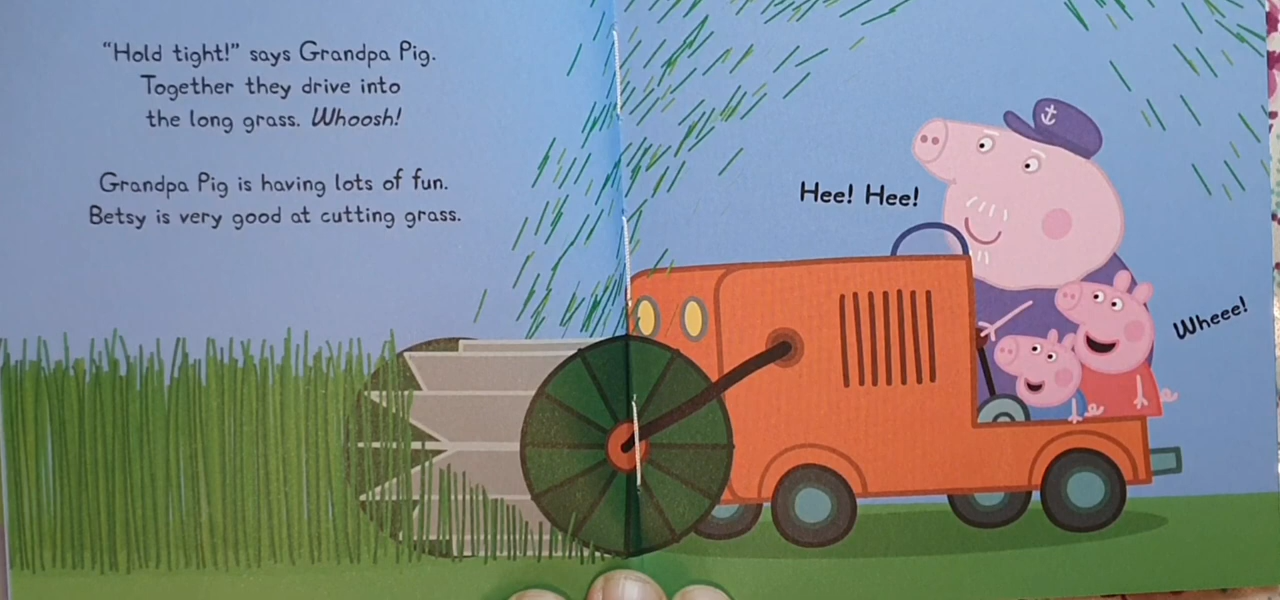 “Hold tight!” says Grandpa Pig.
Together they drive into
the long grass. Whoosh!
Grandpa Pig is having lots of fun.
Betsy is very good at cutting grass.
Hee! Hee!
Wheee!